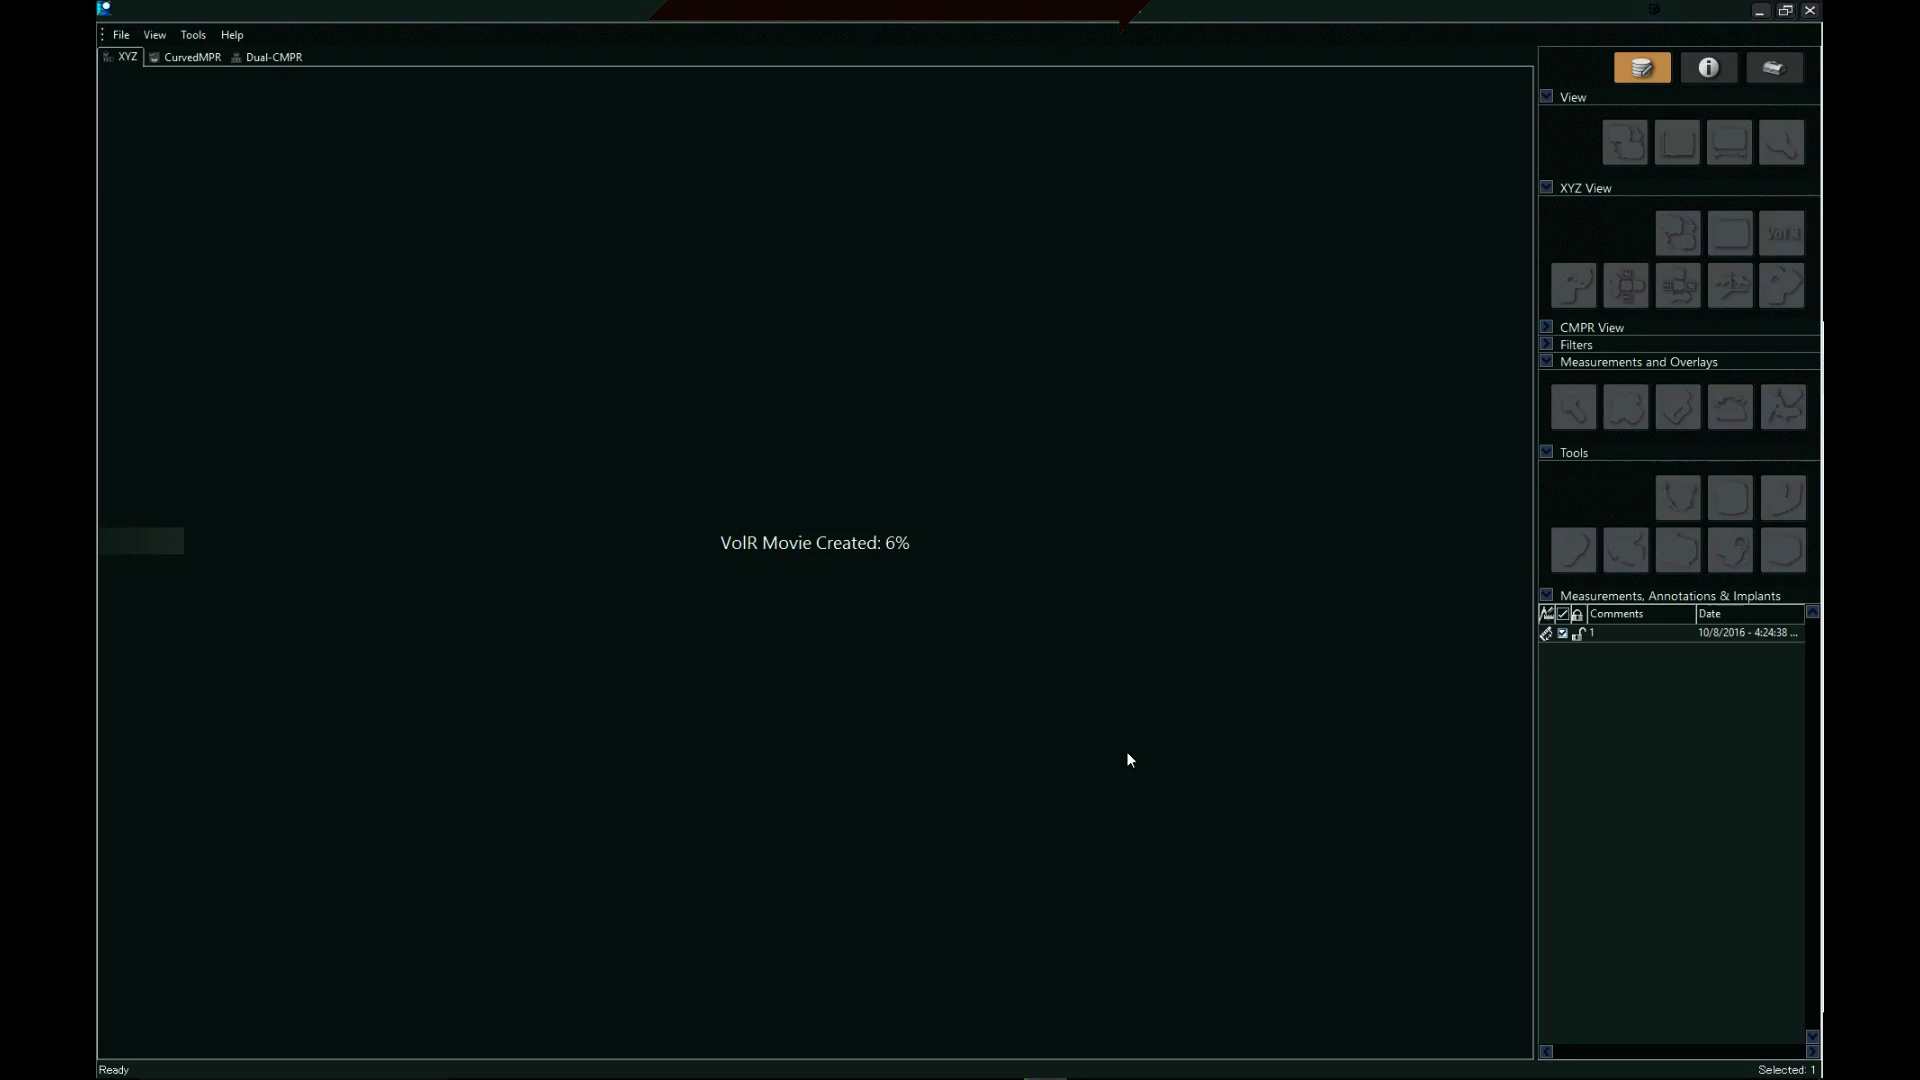 File View Tools Help
XYZ CurvedMPR Dual-CMPR
View
XYZ View
CMPR View
Filters
Measurements and Overlays
Tools
VolR Movie Created: 6%
Measurements, Annotations & Implants
Comments Date
1 10/8/2016 - 4:24:38 ...
Ready
Selected: 1